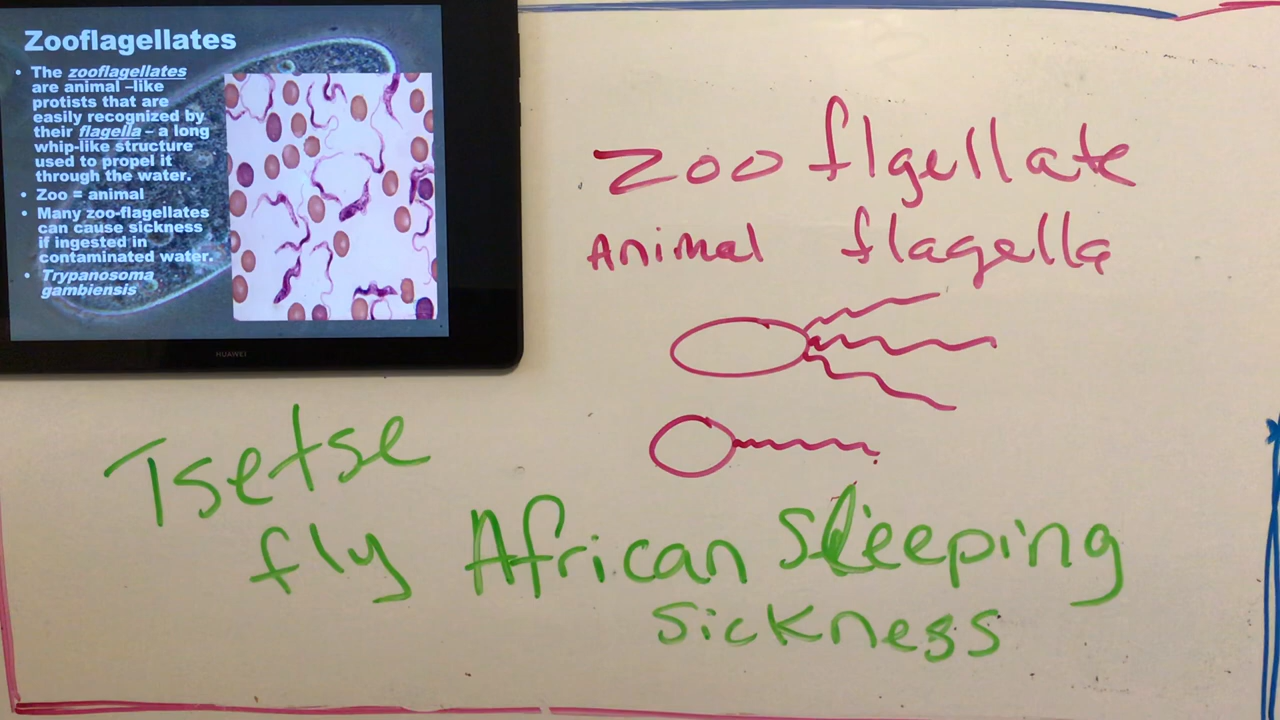 Zooflagellates
• The zooflagellates
are animal –like
protists that are
easily recognized by
their flagella – a long
whip-like structure
used to propel it
through the water.
• Zoo = animal
• Many zoo-flagellates
can cause sickness
if ingested in
contaminated water.
• Trypanosoma
gambiensis
HUAWEI
Zoo flgellate
Animal flagella
Tsetse
fly African Sleeping
sickness